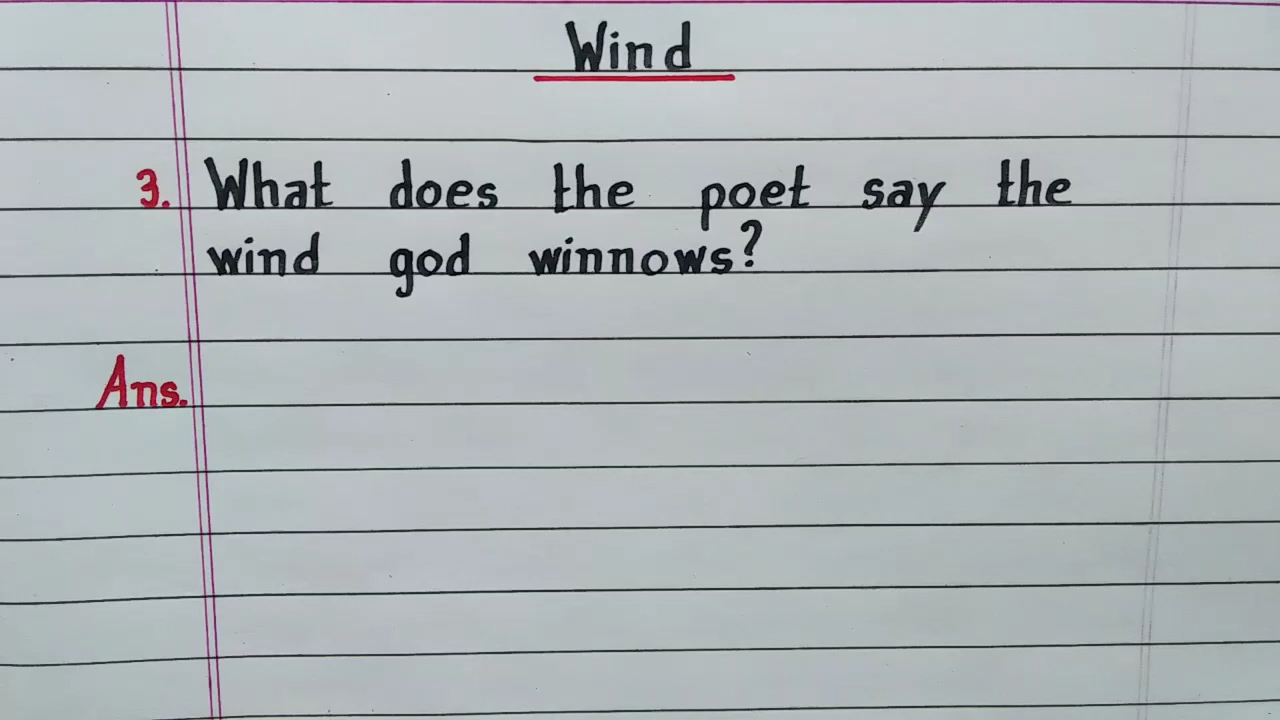 Wind
3. What does the poet say the
wind god winnows?
Ans.